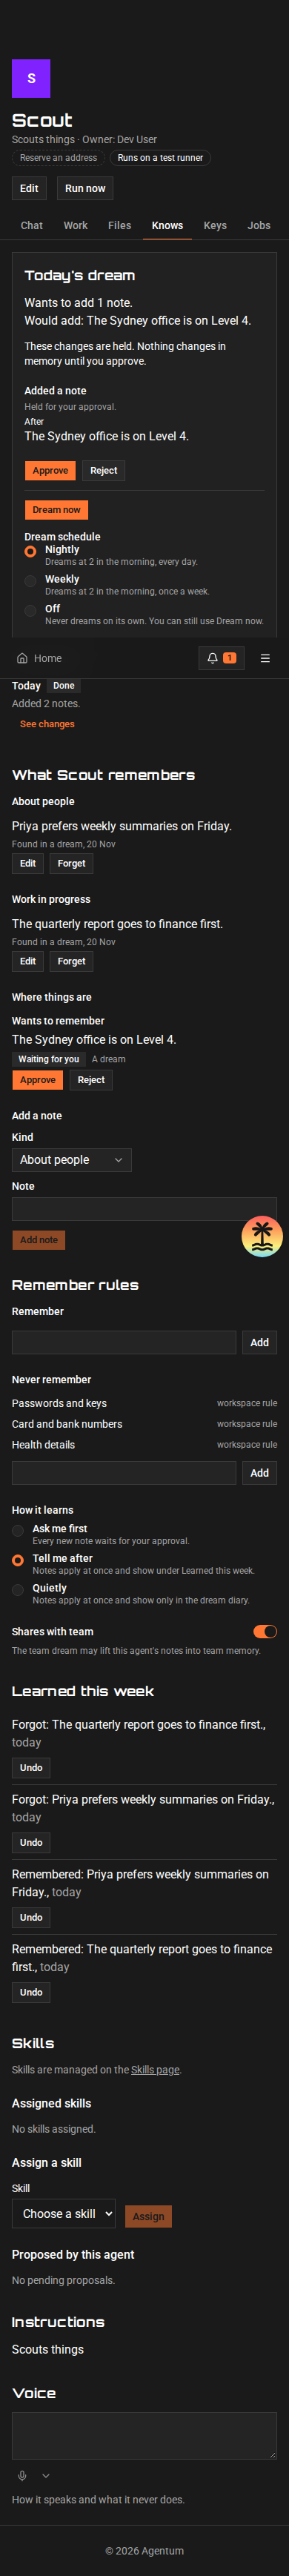 S
Scout
Scouts things · Owner: Dev User
Reserve an address
Runs on a test runner
Edit
Run now
Chat
Work
Files
Knows
Keys
Jobs
Today's dream
Wants to add 1 note.
Would add: The Sydney office is on Level 4.
These changes are held. Nothing changes in
memory until you approve.
Added a note
Held for your approval.
After
The Sydney office is on Level 4.
Approve
Reject
Dream now
Dream schedule
Nightly
Dreams at 2 in the morning, every day.
Weekly
Dreams at 2 in the morning, once a week.
Off
Never dreams on its own. You can still use Dream now.
Home
1
Today
Done
Added 2 notes.
See changes
What Scout remembers
About people
Priya prefers weekly summaries on Friday.
Found in a dream, 20 Nov
Edit
Forget
Work in progress
The quarterly report goes to finance first.
Found in a dream, 20 Nov
Edit
Forget
Where things are
Wants to remember
The Sydney office is on Level 4.
Waiting for you
A dream
Approve
Reject
Add a note
Kind
About people
Note
Add note
Remember rules
Remember
Add
Never remember
Passwords and keys
workspace rule
Card and bank numbers
workspace rule
Health details
workspace rule
Add
How it learns
Ask me first
Every new note waits for your approval.
Tell me after
Notes apply at once and show under Learned this week.
Quietly
Notes apply at once and show only in the dream diary.
Shares with team
The team dream may lift this agent's notes into team memory.
Learned this week
Forgot: The quarterly report goes to finance first.,
today
Undo
Forgot: Priya prefers weekly summaries on Friday.,
today
Undo
Remembered: Priya prefers weekly summaries on
Friday., today
Undo
Remembered: The quarterly report goes to finance
first., today
Undo
Skills
Skills are managed on the Skills page.
Assigned skills
No skills assigned.
Assign a skill
Skill
Choose a skill
Assign
Proposed by this agent
No pending proposals.
Instructions
Scouts things
Voice
How it speaks and what it never does.
© 2026 Agentum